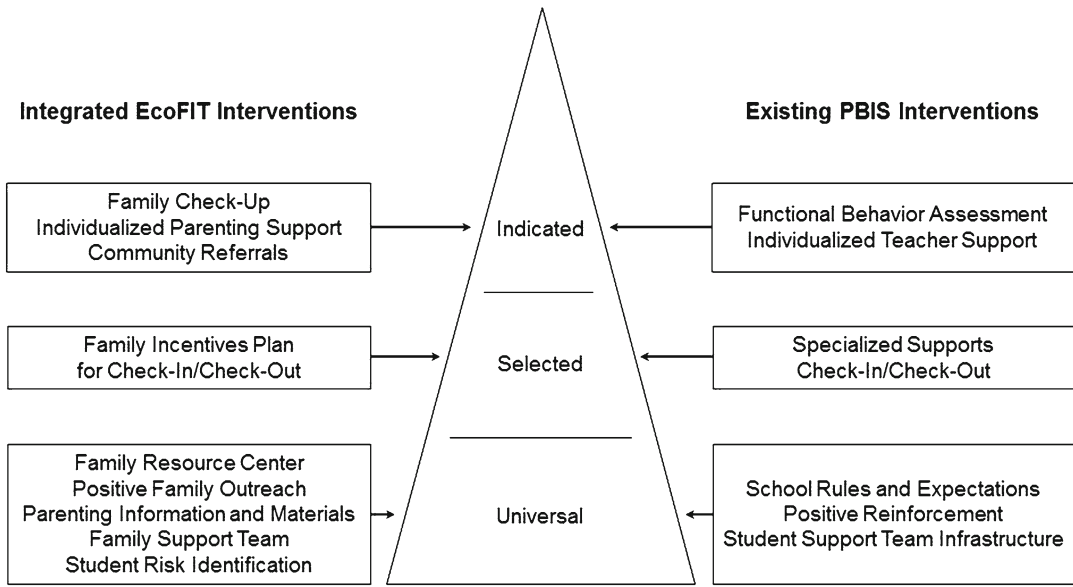 Integrated EcoFIT Interventions
Existing PBIS Interventions
Family Check-Up
Individualized Parenting Support
Community Referrals
Indicated
Functional Behavior Assessment
Individualized Teacher Support
Family Incentives Plan
for Check-In/Check-Out
Selected
Specialized Supports
Check-In/Check-Out
Family Resource Center
Positive Family Outreach
Parenting Information and Materials
Family Support Team
Student Risk Identification
Universal
School Rules and Expectations
Positive Reinforcement
Student Support Team Infrastructure